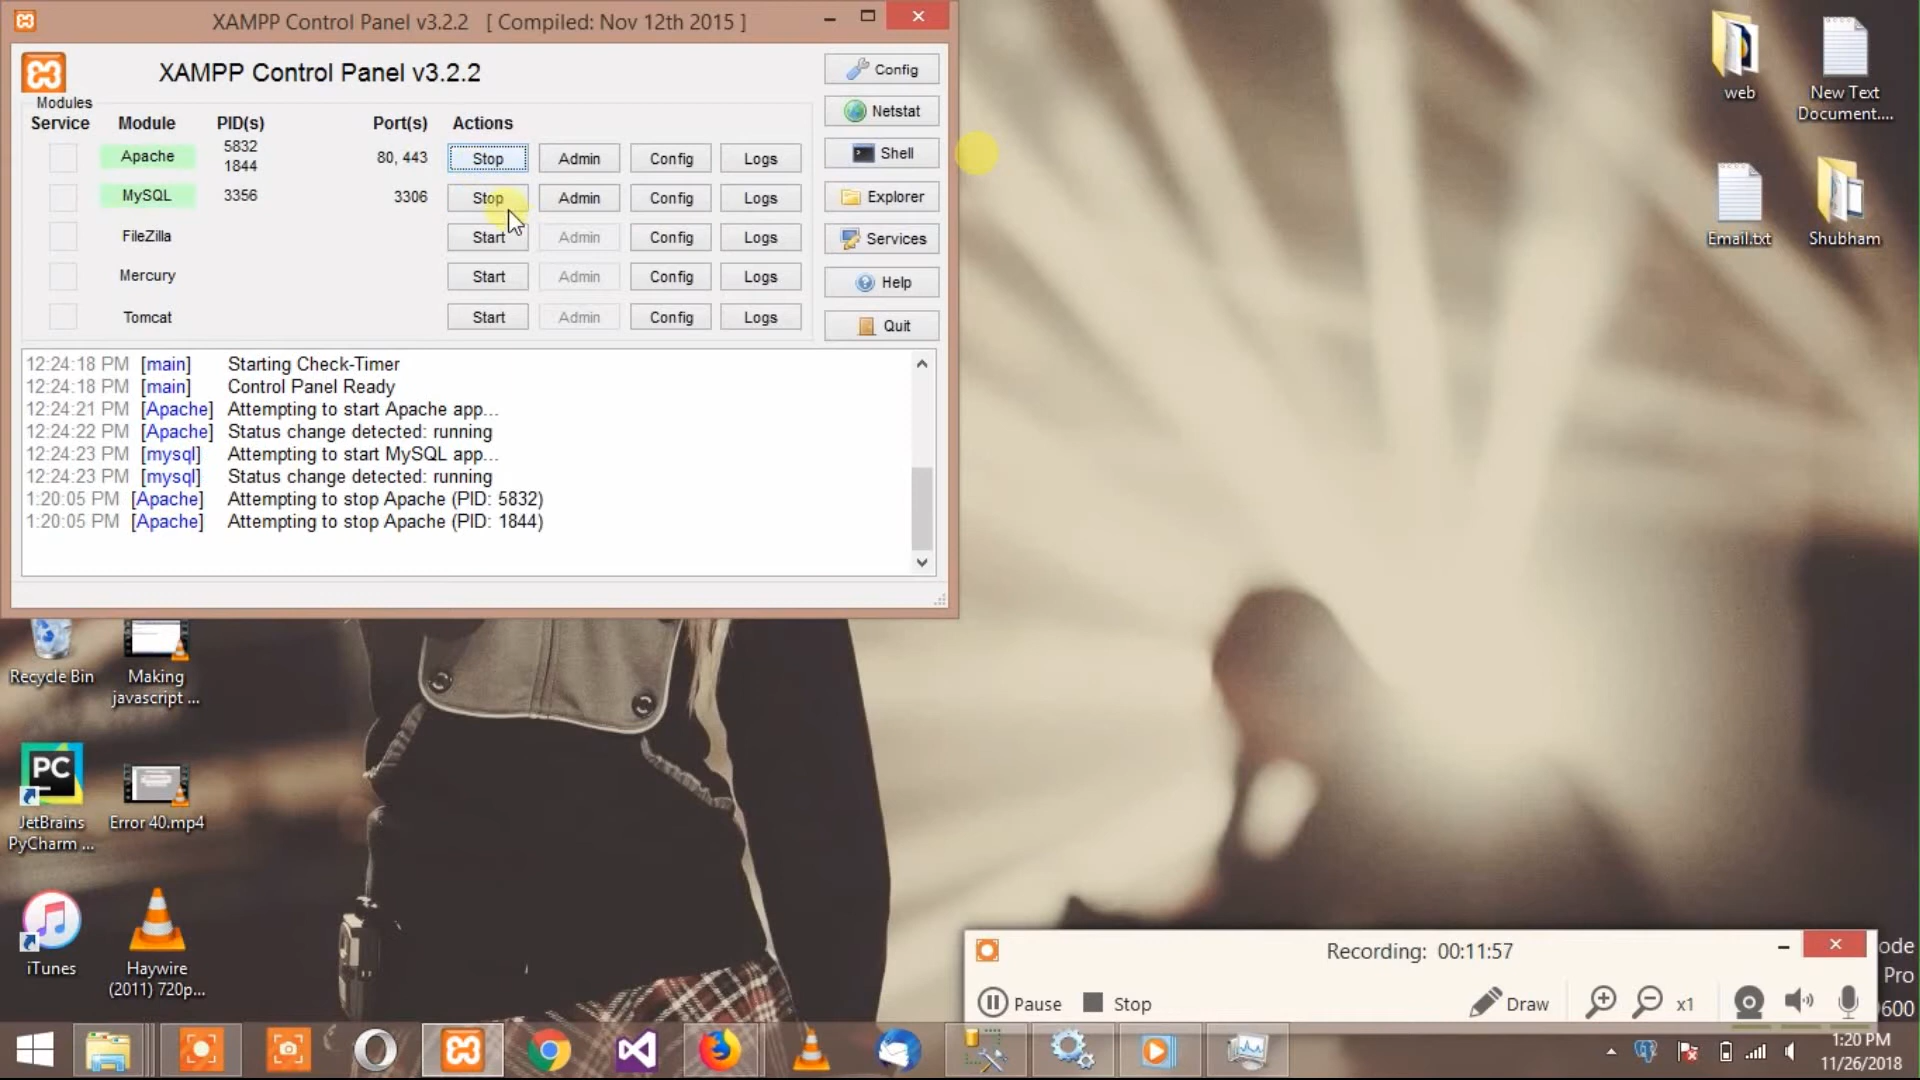 XAMPP Control Panel v3.2.2 [ Compiled: Nov 12th 2015 ]
XAMPP Control Panel v3.2.2
Config
Modules
Netstat
Service Module PID(s) Port(s) Actions
Apache 5832 80, 443 Stop Admin Config Logs
1844
Shell
MySQL 3356 3306 Stop Admin Config Logs
Explorer
FileZilla Start Admin Config Logs
Services
Mercury Start Admin Config Logs
Help
Tomcat Start Admin Config Logs
Quit
12:24:18 PM [main] Starting Check-Timer
12:24:18 PM [main] Control Panel Ready
12:24:21 PM [Apache] Attempting to start Apache app...
12:24:22 PM [Apache] Status change detected: running
12:24:23 PM [mysql] Attempting to start MySQL app...
12:24:23 PM [mysql] Status change detected: running
1:20:05 PM [Apache] Attempting to stop Apache (PID: 5832)
1:20:05 PM [Apache] Attempting to stop Apache (PID: 1844)
web
New Text
Document....
Email.txt
Shubham
Recycle Bin
Making
javascript ...
PC
JetBrains
PyCharm ...
Error 40.mp4
iTunes
Haywire
(2011) 720p...
Recording: 00:11:57
Pause Stop Draw x1
ode
Pro
9600
1:20 PM
11/26/2018